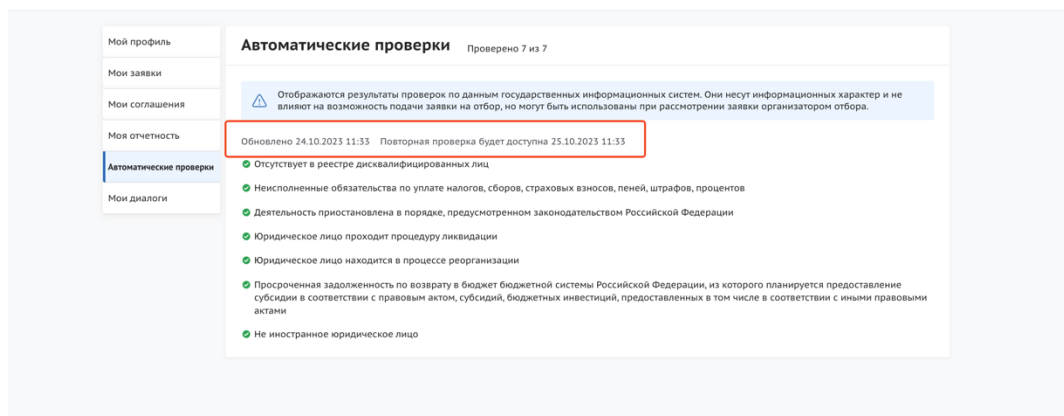 Мой профиль
Мои заявки
Мои соглашения
Моя отчетность
Автоматические проверки
Мои диалоги
Автоматические проверки Проверено 7 из 7
Отображаются результаты проверок по данным государственных информационных систем. Они несут информационных характер и не
влияют на возможность подачи заявки на отбор, но могут быть использованы при рассмотрении заявки организатором отбора.
Обновлено 24.10.2023 11:33 Повторная проверка будет доступна 25.10.2023 11:33
Отсутствует в реестре дисквалифицированных лиц
Неисполненные обязательства по уплате налогов, сборов, страховых взносов, пеней, штрафов, процентов
Деятельность приостановлена в порядке, предусмотренном законодательством Российской Федерации
Юридическое лицо проходит процедуру ликвидации
Юридическое лицо находится в процессе реорганизации
Просроченная задолженность по возврату в бюджет бюджетной системы Российской Федерации, из которого планируется предоставление
субсидии в соответствии с правовым актом, субсидий, бюджетных инвестиций, предоставленных в том числе в соответствии с иными правовыми
актами
Не иностранное юридическое лицо